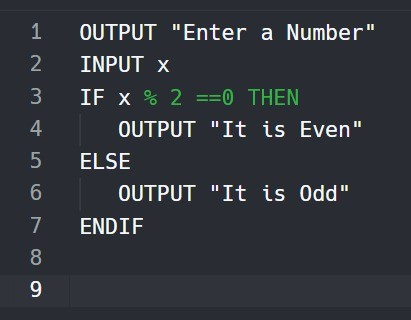 1 OUTPUT "Enter a Number"
2 INPUT x
3 IF x % 2 ==0 THEN
4 OUTPUT "It is Even"
5 ELSE
6 OUTPUT "It is Odd"
7 ENDIF
8
9